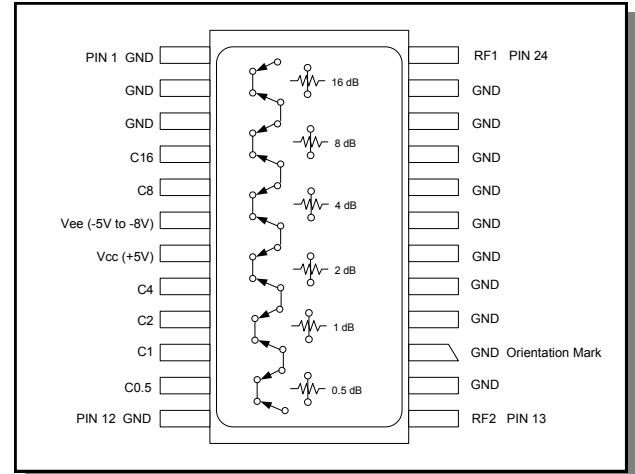 PIN 1 GND
GND
GND
C16
C8
Vee (-5V to -8V)
Vcc (+5V)
C4
C2
C1
C0.5
PIN 12 GND
16 dB
8 dB
4 dB
2 dB
1 dB
0.5 dB
RF1 PIN 24
GND
GND
GND
GND
GND
GND
GND
GND
GND Orientation Mark
GND
RF2 PIN 13